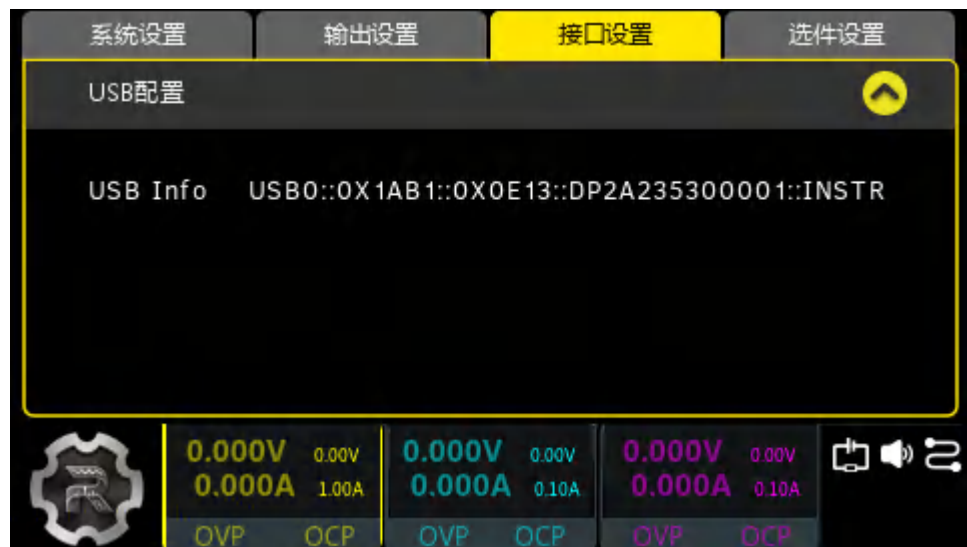 系统设置 输出设置 接口设置 选件设置
USB配置
USB Info USB0::0X1AB1::0X0E13::DP2A235300001::INSTR
0.000V 0.00V 0.000V 0.00V 0.000V 0.00V
0.000A 1.00A 0.000A 0.10A 0.000A 0.10A
OVP OCP OVP OCP OVP OCP